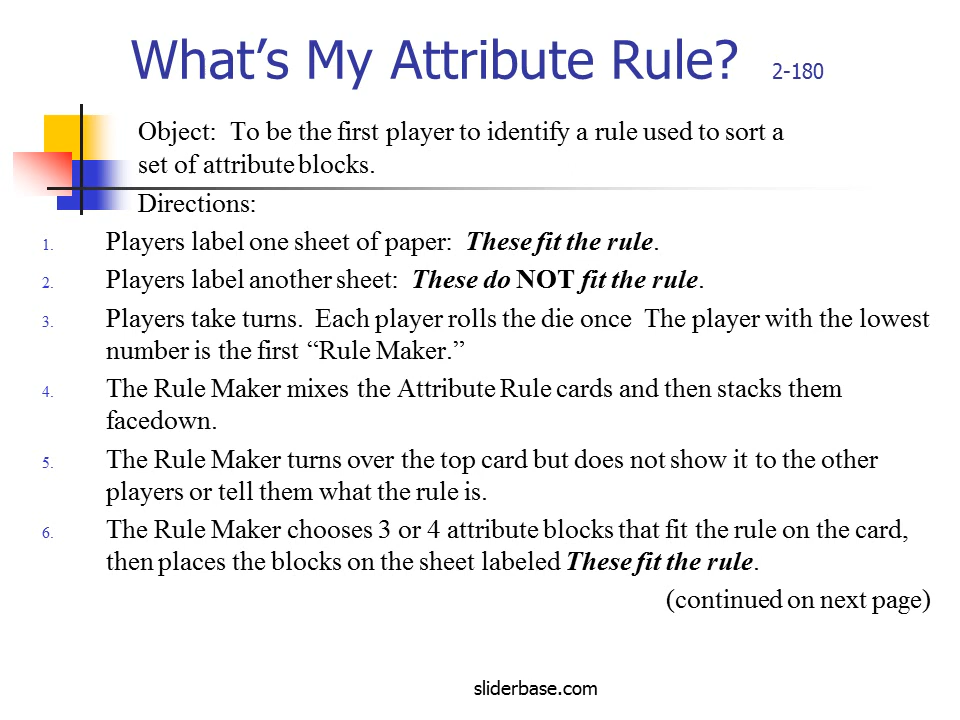 What's My Attribute Rule? 2-180
Object:  To be the first player to identify a rule used to sort a
set of attribute blocks.
Directions:
1. Players label one sheet of paper:  These fit the rule.
2. Players label another sheet:  These do NOT fit the rule.
3. Players take turns.  Each player rolls the die once  The player with the lowest
number is the first “Rule Maker.”
4. The Rule Maker mixes the Attribute Rule cards and then stacks them
facedown.
5. The Rule Maker turns over the top card but does not show it to the other
players or tell them what the rule is.
6. The Rule Maker chooses 3 or 4 attribute blocks that fit the rule on the card,
then places the blocks on the sheet labeled These fit the rule.
(continued on next page)
sliderbase.com